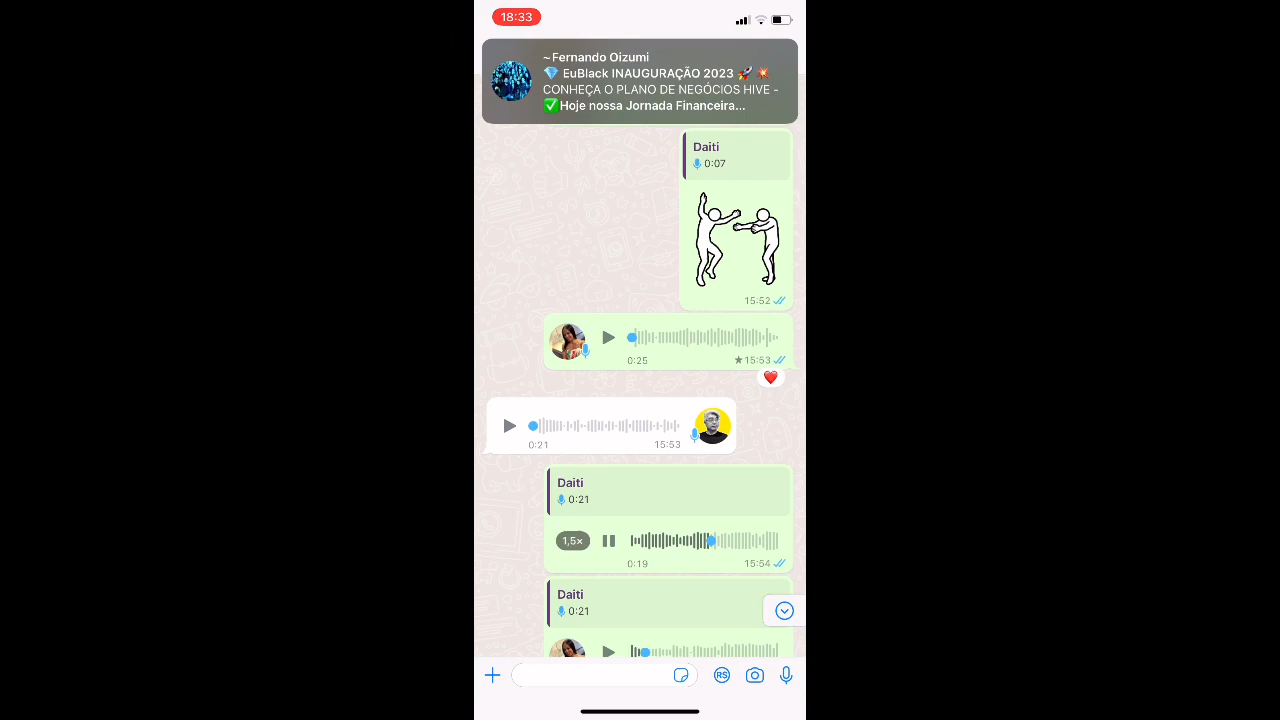 18:33
~Fernando Oizumi
💎 EuBlack INAUGURAÇÃO 2023 🚀 💥
CONHEÇA O PLANO DE NEGÓCIOS HIVE -
✅Hoje nossa Jornada Financeira...
Daiti
0:07
15:52
0:25
★15:53
0:21
15:53
Daiti
0:21
1,5×
0:19
15:54
Daiti
0:21
RS